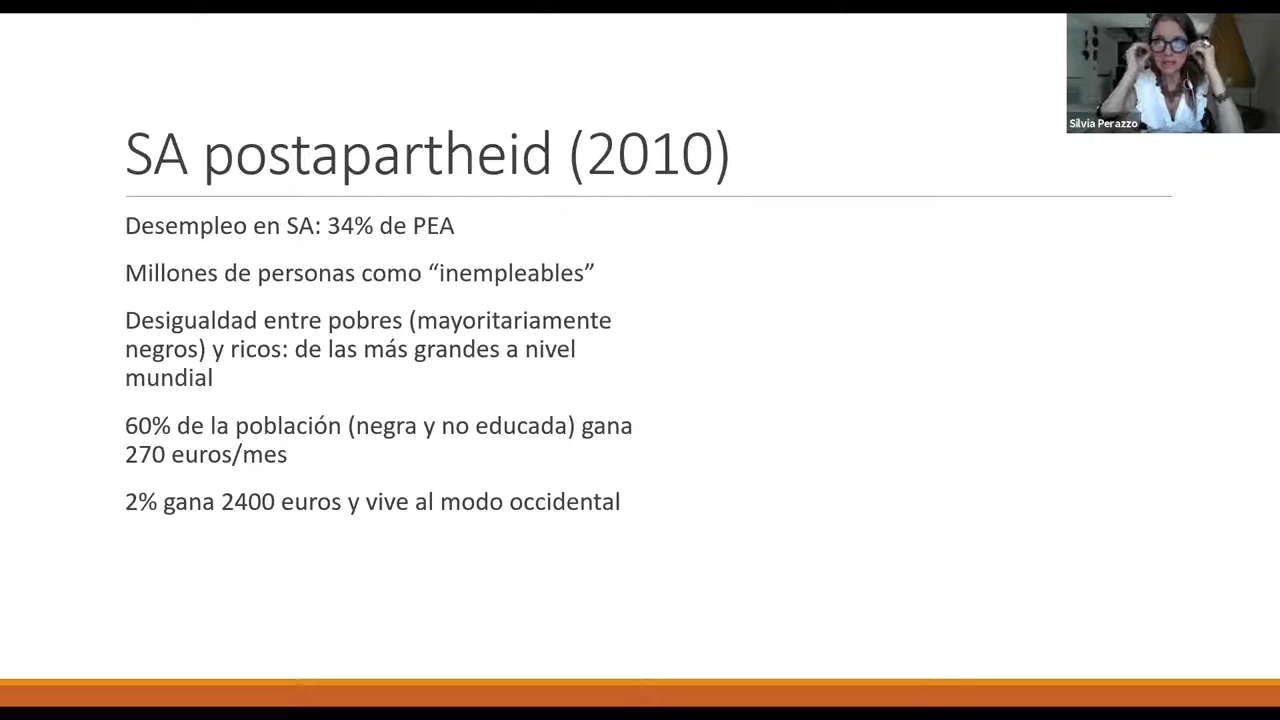 Silvia Perazzo
SA postapartheid (2010)
Desempleo en SA: 34% de PEA
Millones de personas como “inempleables”
Desigualdad entre pobres (mayoritariamente
negros) y ricos: de las más grandes a nivel
mundial
60% de la población (negra y no educada) gana
270 euros/mes
2% gana 2400 euros y vive al modo occidental